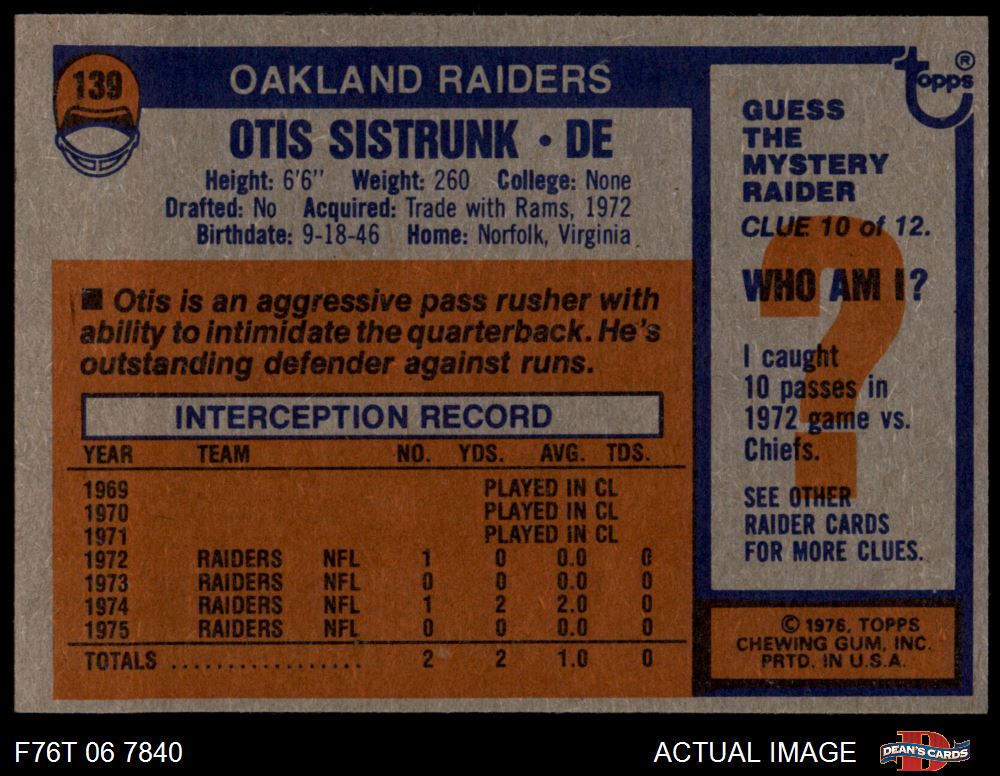 139
OAKLAND RAIDERS
OTIS SISTRUNK • DE
Height: 6'6" Weight: 260 College: None
Drafted: No Acquired: Trade with Rams, 1972
Birthdate: 9-18-46 Home: Norfolk, Virginia
■ Otis is an aggressive pass rusher with
ability to intimidate the quarterback. He's
outstanding defender against runs.
INTERCEPTION RECORD
YEAR TEAM NO. YDS. AVG. TDS.
1969 PLAYED IN CL
1970 PLAYED IN CL
1971 PLAYED IN CL
1972 RAIDERS NFL 1 0 0.0 0
1973 RAIDERS NFL 0 0 0.0 0
1974 RAIDERS NFL 1 2 2.0 0
1975 RAIDERS NFL 0 0 0.0 0
TOTALS .................. 2 2 1.0 0
topps ®
GUESS
THE
MYSTERY
RAIDER
CLUE 10 of 12.
WHO AM I?
?
I caught
10 passes in
1972 game vs.
Chiefs.
SEE OTHER
RAIDER CARDS
FOR MORE CLUES.
© 1976, TOPPS
CHEWING GUM, INC.
PRTD. IN U.S.A.
F76T 06 7840
ACTUAL IMAGE
D
DEAN'S CARDS